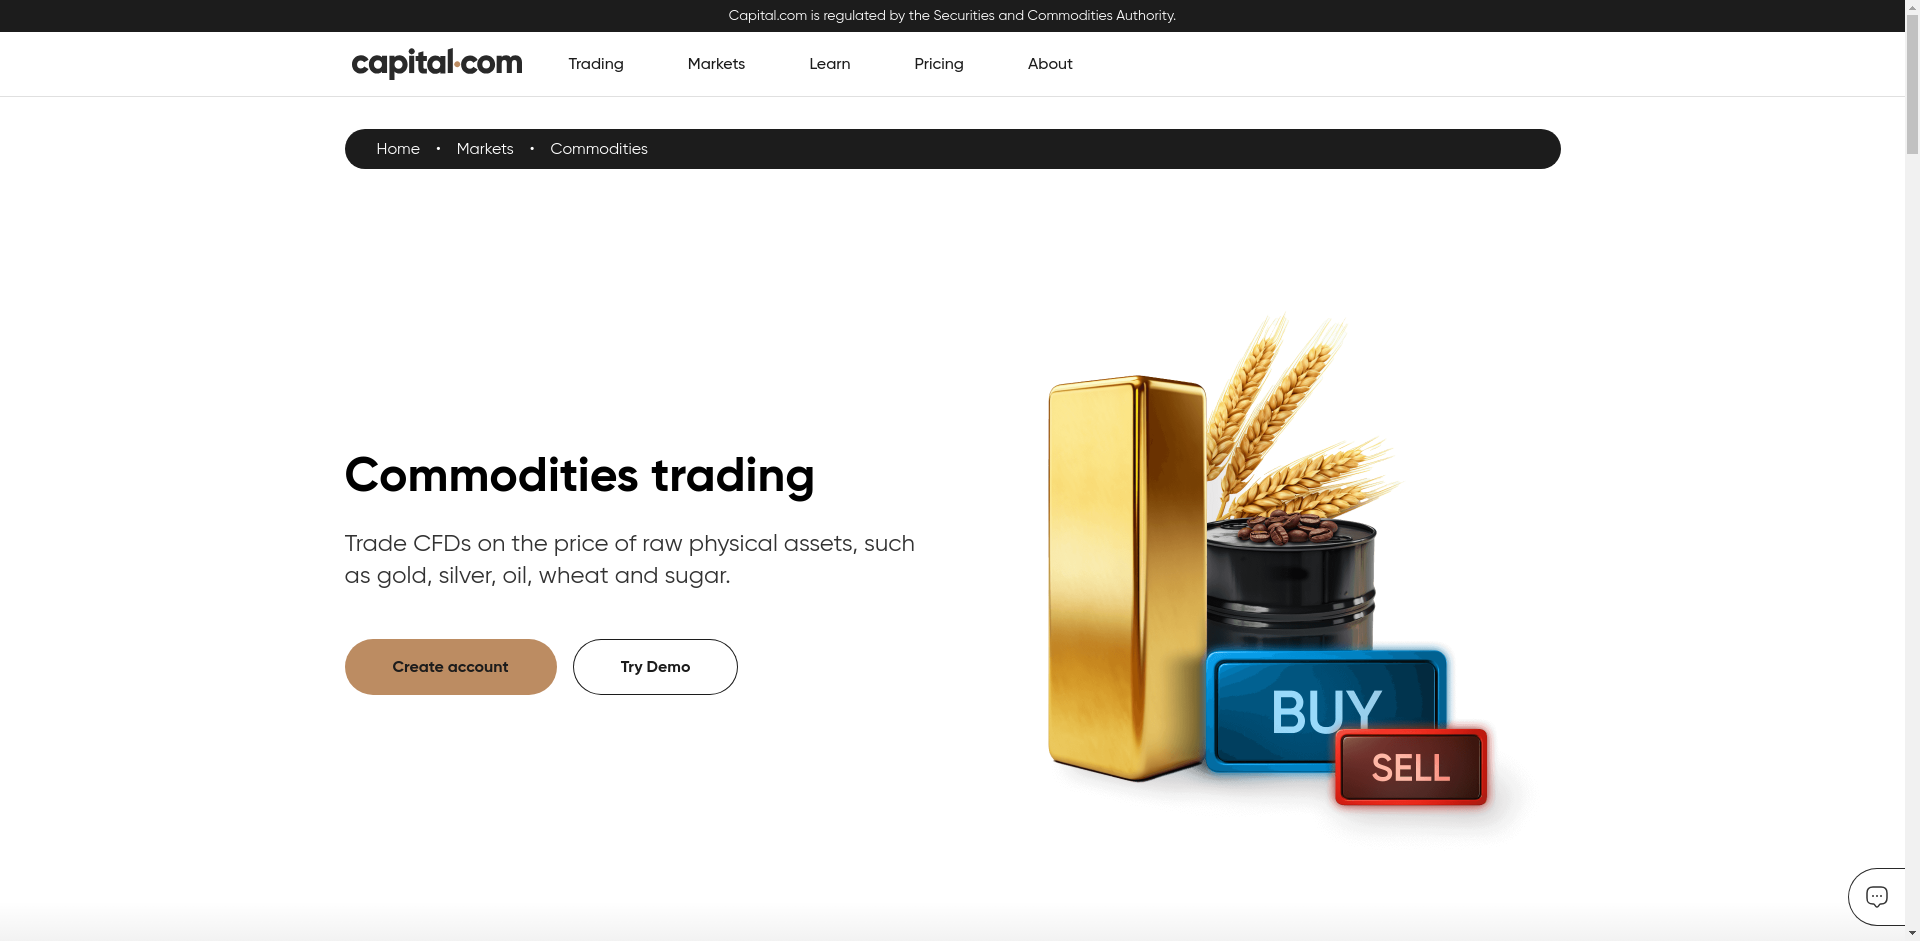 Capital.com is regulated by the Securities and Commodities Authority.
capital.com Trading Markets Learn Pricing About
Home • Markets • Commodities
Commodities trading
Trade CFDs on the price of raw physical assets, such
as gold, silver, oil, wheat and sugar.
Create account Try Demo
BUY
SELL